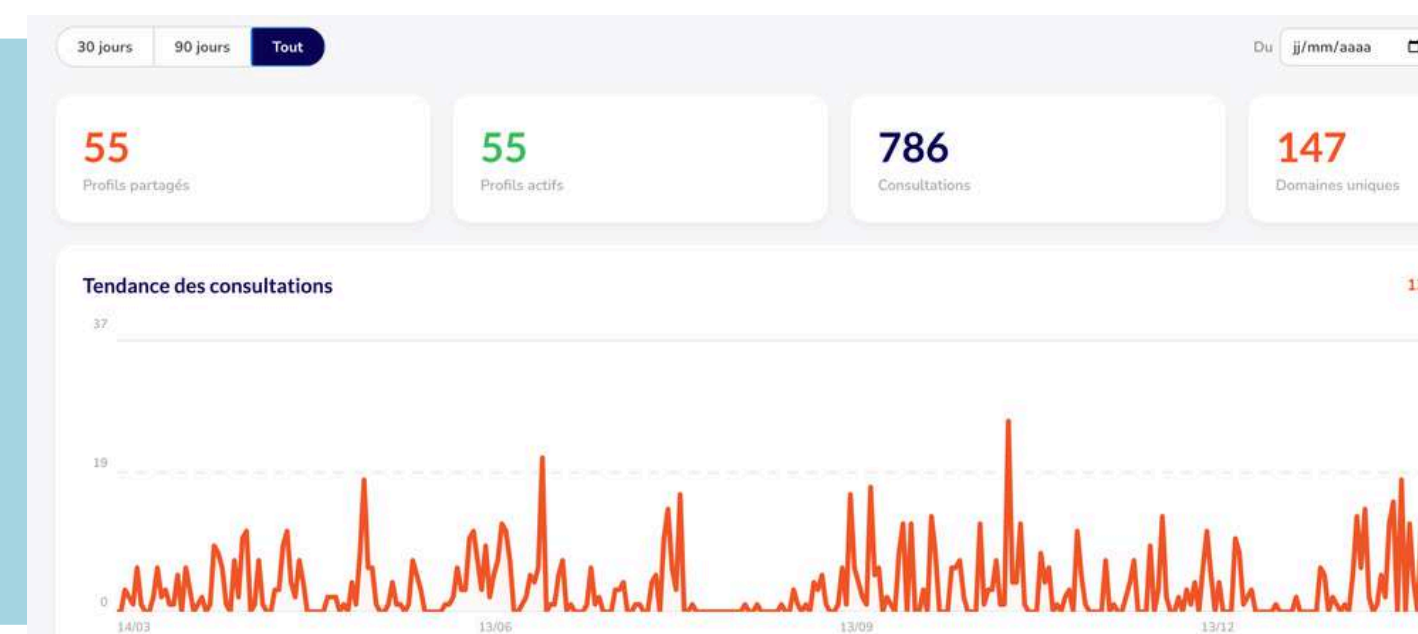 30 jours 90 jours Tout Du jj/mm/aaaa
55 55 786 147
Profils partagés Profils actifs Consultations Domaines uniques
Tendance des consultations
37
19
0
14/03 13/06 13/09 13/12